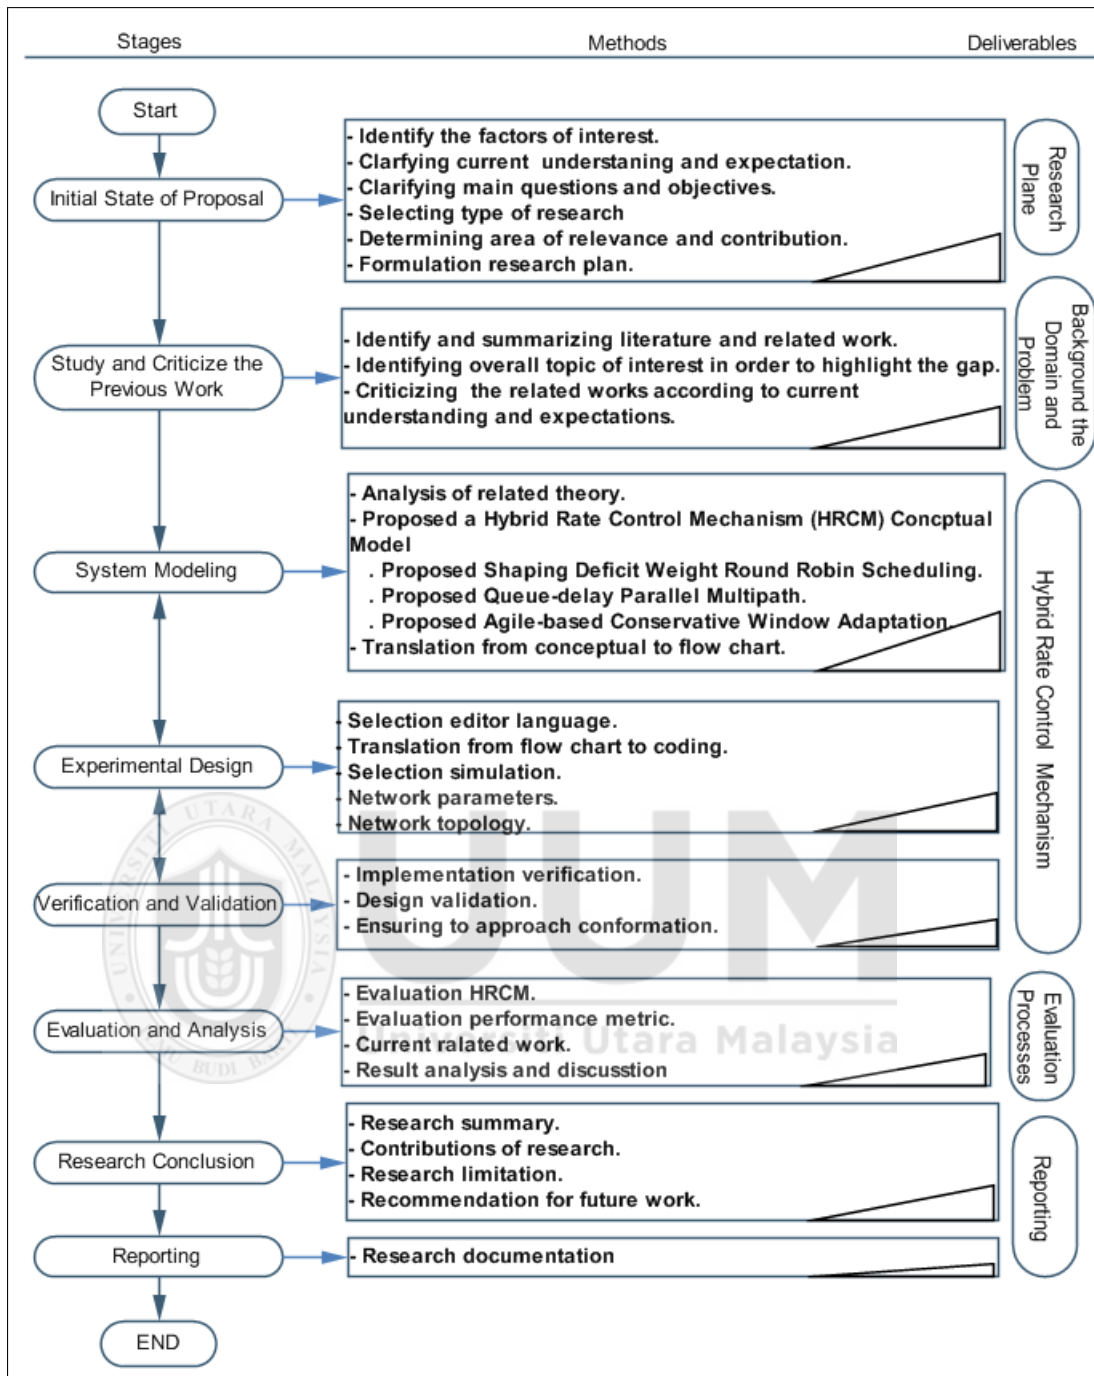 Stages Methods Deliverables
Start
- Identify the factors of interest.
- Clarfying current understaning and expectation.
- Clarifying main questions and objectives.
- Selecting type of research
- Determining area of relevance and contribution.
- Formulation research plan.
Initial State of Proposal
Research
Plane
- Identify and summarizing literature and related work.
- Identifying overall topic of interest in order to highlight the gap.
- Criticizing the related works according to current
understanding and expectations.
Study and Criticize the
Previous Work
Background the
Domain and
Problem
- Analysis of related theory.
- Proposed a Hybrid Rate Control Mechanism (HRCM) Concptual
Model
. Proposed Shaping Deficit Weight Round Robin Scheduling.
. Proposed Queue-delay Parallel Multipath.
. Proposed Agile-based Conservative Window Adaptation
- Translation from conceptual to flow chart.
System Modeling
Hybrid Rate Control Mechanism
- Selection editor language.
- Translation from flow chart to coding.
- Selection simulation.
- Network parameters.
- Network topology.
Experimental Design
- Implementation verification.
- Design validation.
- Ensuring to approach conformation.
Verification and Validation
- Evaluation HRCM.
- Evaluation performance metric.
- Current ralated work.
- Result analysis and discusstion
Evaluation and Analysis
Evaluation
Processes
- Research summary.
- Contributions of research.
- Research limitation.
- Recommendation for future work.
Research Conclusion
Reporting
Reporting
- Research documentation
END
UNIVERSITI UTARA MALAYSIA
BUDI
UUM
Universiti Utara Malaysia